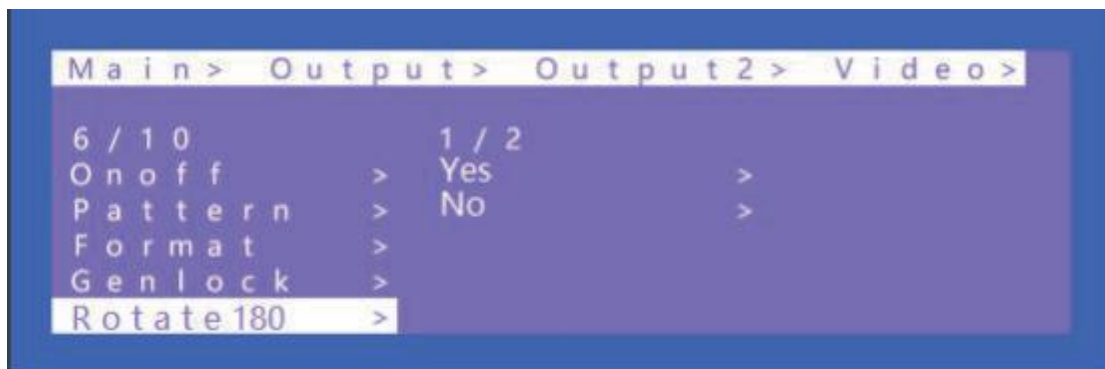 Main> Output> Output2> Video>
6/10 1/2
Onoff > Yes >
Pattern > No >
Format >
Genlock >
Rotate180 >